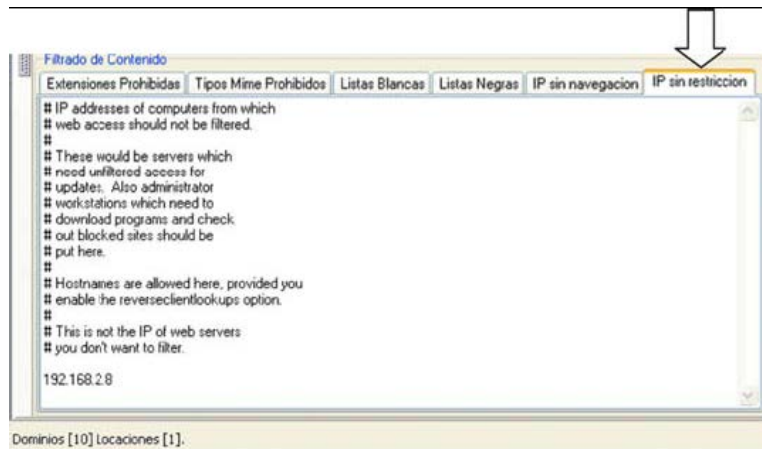 Filtrado de Contenido
Extensiones Prohibidas Tipos Mime Prohibidos Listas Blancas Listas Negras IP sin navegacion IP sin restriccion
# IP addresses of computers from which
# web access should not be filtered.
#
# These would be servers which
# need unfiltered access for
# updates. Also administrator
# workstations which need to
# download programs and check
# out blocked sites should be
# put here.
#
# Hostnames are allowed here, provided you
# enable the reverseclientlookups option.
#
# This is not the IP of web servers
# you don't want to filter.
192.168.2.8
Dominios [10] Locaciones [1].